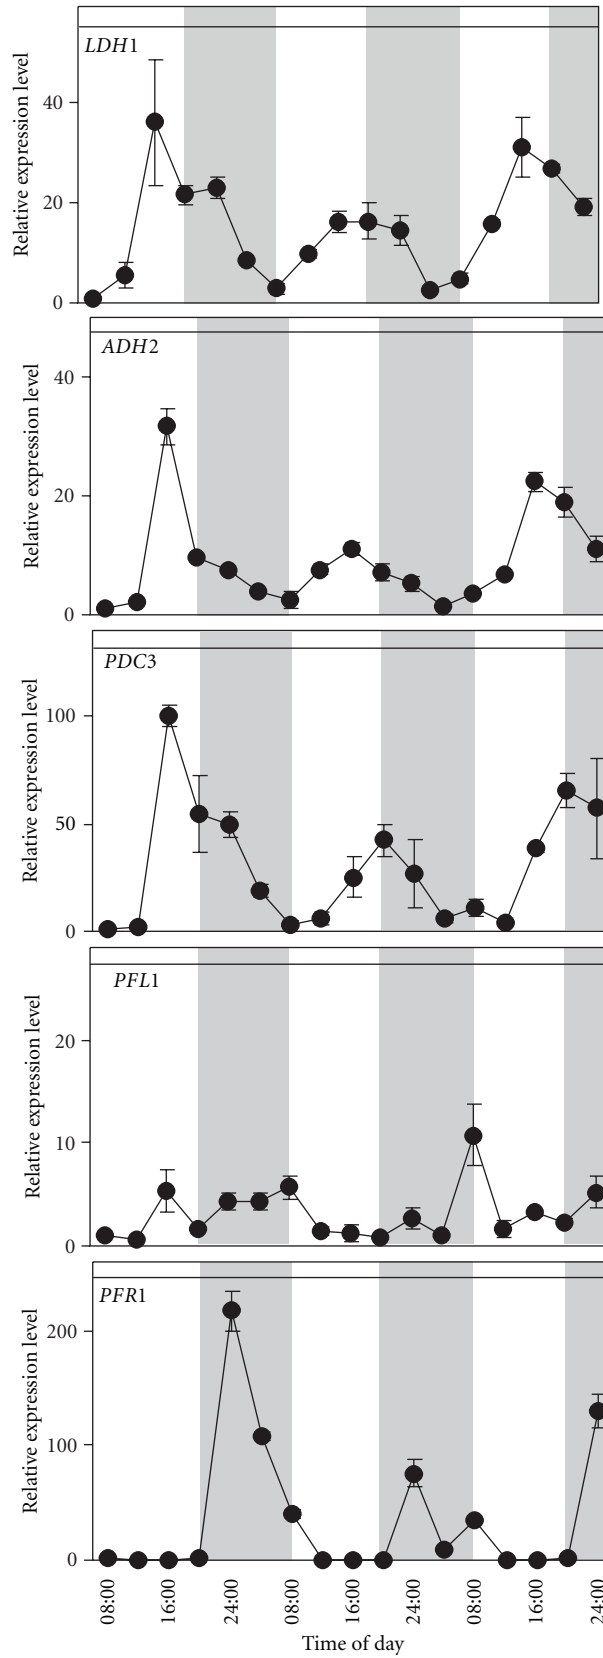 LDH1
Relative expression level
40
20
0
ADH2
Relative expression level
40
20
0
PDC3
Relative expression level
100
50
0
PFL1
Relative expression level
20
10
0
PFR1
Relative expression level
200
100
0
08:00 16:00 24:00 08:00 16:00 24:00 08:00 16:00 24:00
Time of day